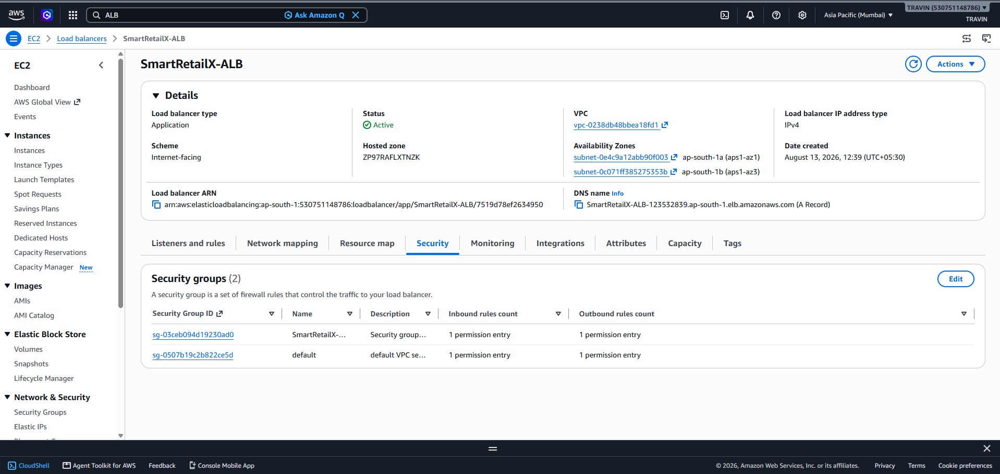 aws
ALB
Ask Amazon Q
Asia Pacific (Mumbai)
TRAVIN (530751148786)
TRAVIN
EC2
Load balancers
SmartRetailX-ALB
EC2
Dashboard
AWS Global View
Events
Instances
Instances
Instance Types
Launch Templates
Spot Requests
Savings Plans
Reserved Instances
Dedicated Hosts
Capacity Reservations
Capacity Manager New
Images
AMIs
AMI Catalog
Elastic Block Store
Volumes
Snapshots
Lifecycle Manager
Network & Security
Security Groups
Elastic IPs
SmartRetailX-ALB
Actions
Details
Load balancer type
Application
Status
Active
VPC
vpc-0238db48bbea18fd1
Load balancer IP address type
IPv4
Scheme
Internet-facing
Hosted zone
ZP97RAFLXTNZK
Availability Zones
subnet-0e4c9a12abb90f003 ap-south-1a (aps1-az1)
subnet-0c071ff385275353b ap-south-1b (aps1-az3)
Date created
August 13, 2026, 12:39 (UTC+05:30)
Load balancer ARN
arn:aws:elasticloadbalancing:ap-south-1:530751148786:loadbalancer/app/SmartRetailX-ALB/7519d78ef2634950
DNS name Info
SmartRetailX-ALB-123532839.ap-south-1.elb.amazonaws.com (A Record)
Listeners and rules
Network mapping
Resource map
Security
Monitoring
Integrations
Attributes
Capacity
Tags
Security groups (2)
Edit
A security group is a set of firewall rules that control the traffic to your load balancer.
Security Group ID Name Description Inbound rules count Outbound rules count
sg-03ceb094d19230ad0 SmartRetailX-... Security group... 1 permission entry 1 permission entry
sg-0507b19c2b822ce5d default default VPC se... 1 permission entry 1 permission entry
CloudShell
Agent Toolkit for AWS
Feedback
Console Mobile App
© 2026, Amazon Web Services, Inc. or its affiliates.
Privacy
Terms
Cookie preferences